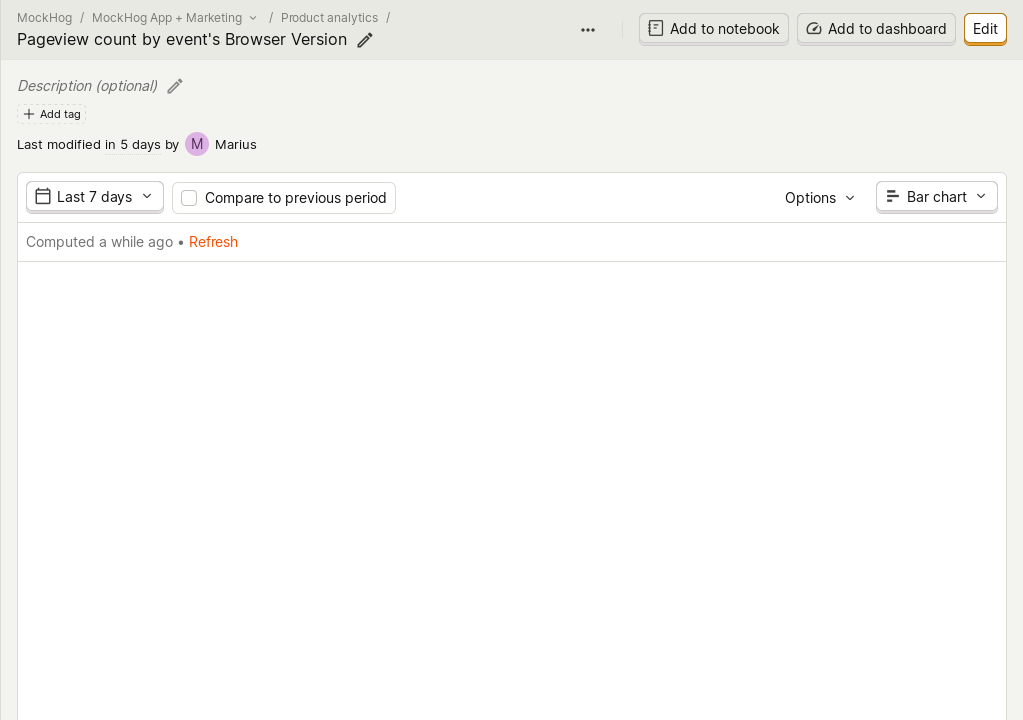 MockHog / MockHog App + Marketing / Product analytics /
Pageview count by event's Browser Version
Add to notebook
Add to dashboard
Edit
Description (optional)
Add tag
Last modified in 5 days by M Marius
Last 7 days
Compare to previous period
Options
Bar chart
Computed a while ago • Refresh